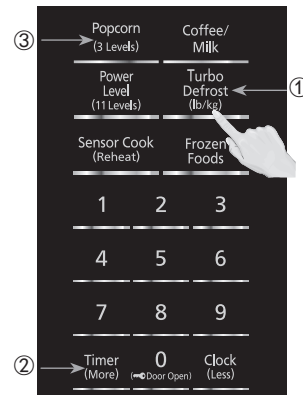 ③ Popcorn Coffee/
(3 Levels) Milk
Power Turbo
Level Defrost ①
(11 Levels) (lb/kg)
Sensor Cook Frozen
(Reheat) Foods
1 2 3
4 5 6
7 8 9
② Timer 0 Clock
(More) (Door Open) (Less)